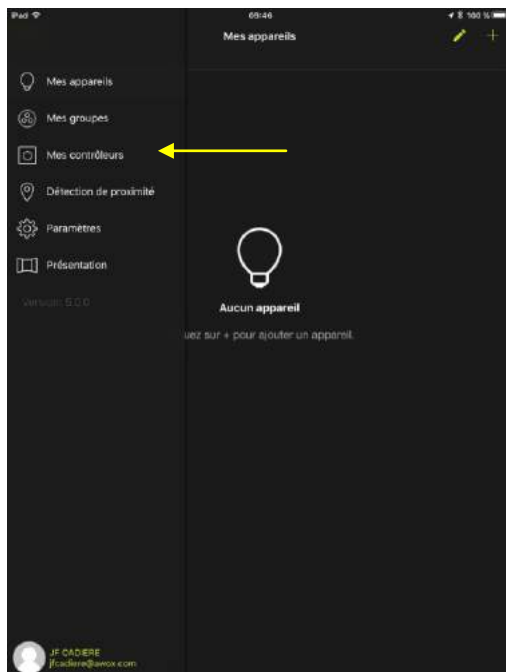 iPad 09:46 100 %
Mes appareils
Mes appareils
Mes groupes
Mes contrôleurs
Détection de proximité
Paramètres
Présentation
Version: 5.0.0
Aucun appareil
uez sur + pour ajouter un appareil.
JF CADIERE
jfcadiere@awox.com